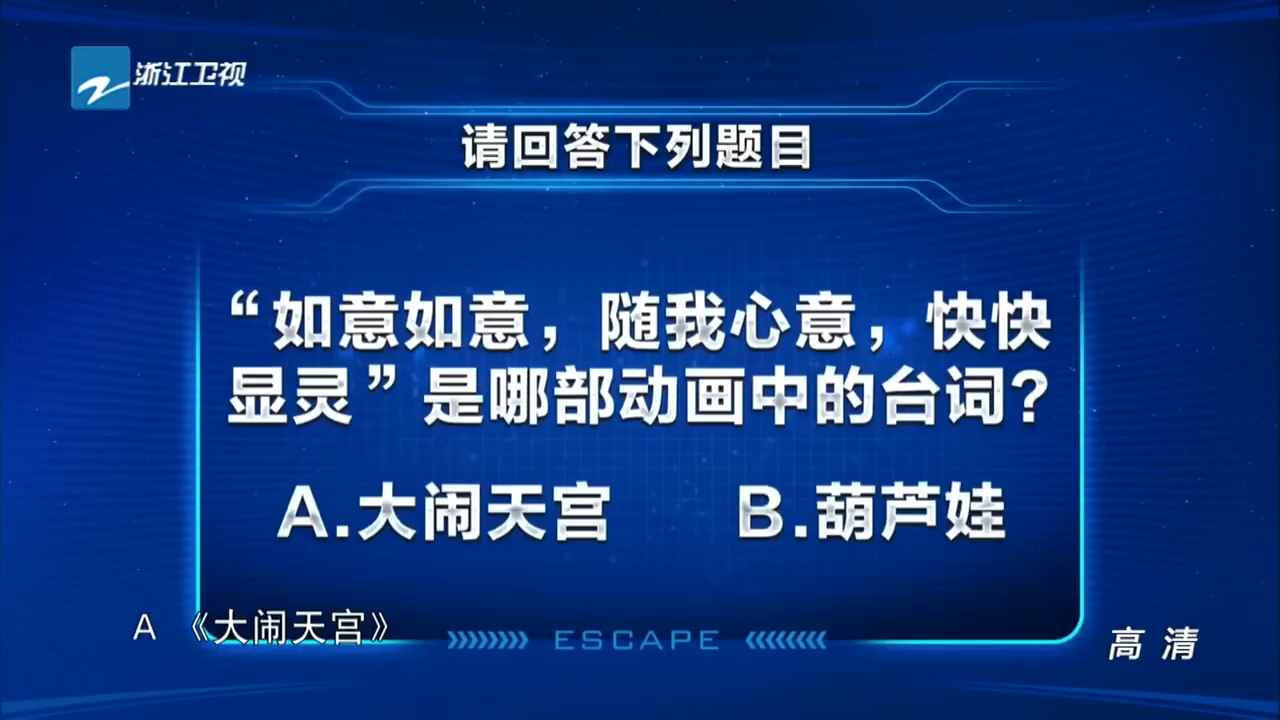 浙江卫视
请回答下列题目
“如意如意，随我心意，快快
显灵”是哪部动画中的台词？
A.大闹天宫 B.葫芦娃
A 《大闹天宫》
ESCAPE
高清